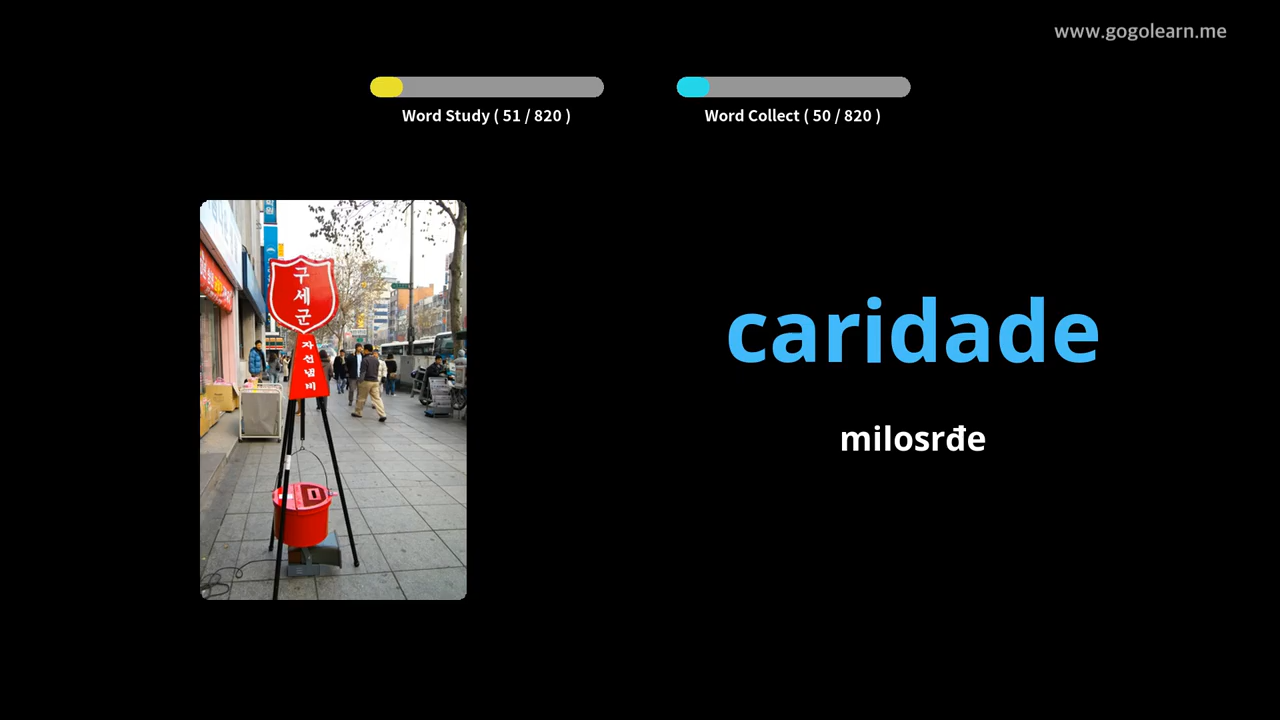 www.gogolearn.me
Word Study ( 51 / 820 )
Word Collect ( 50 / 820 )
구
세
군
자
선
냄
비
caridade
milosrđe